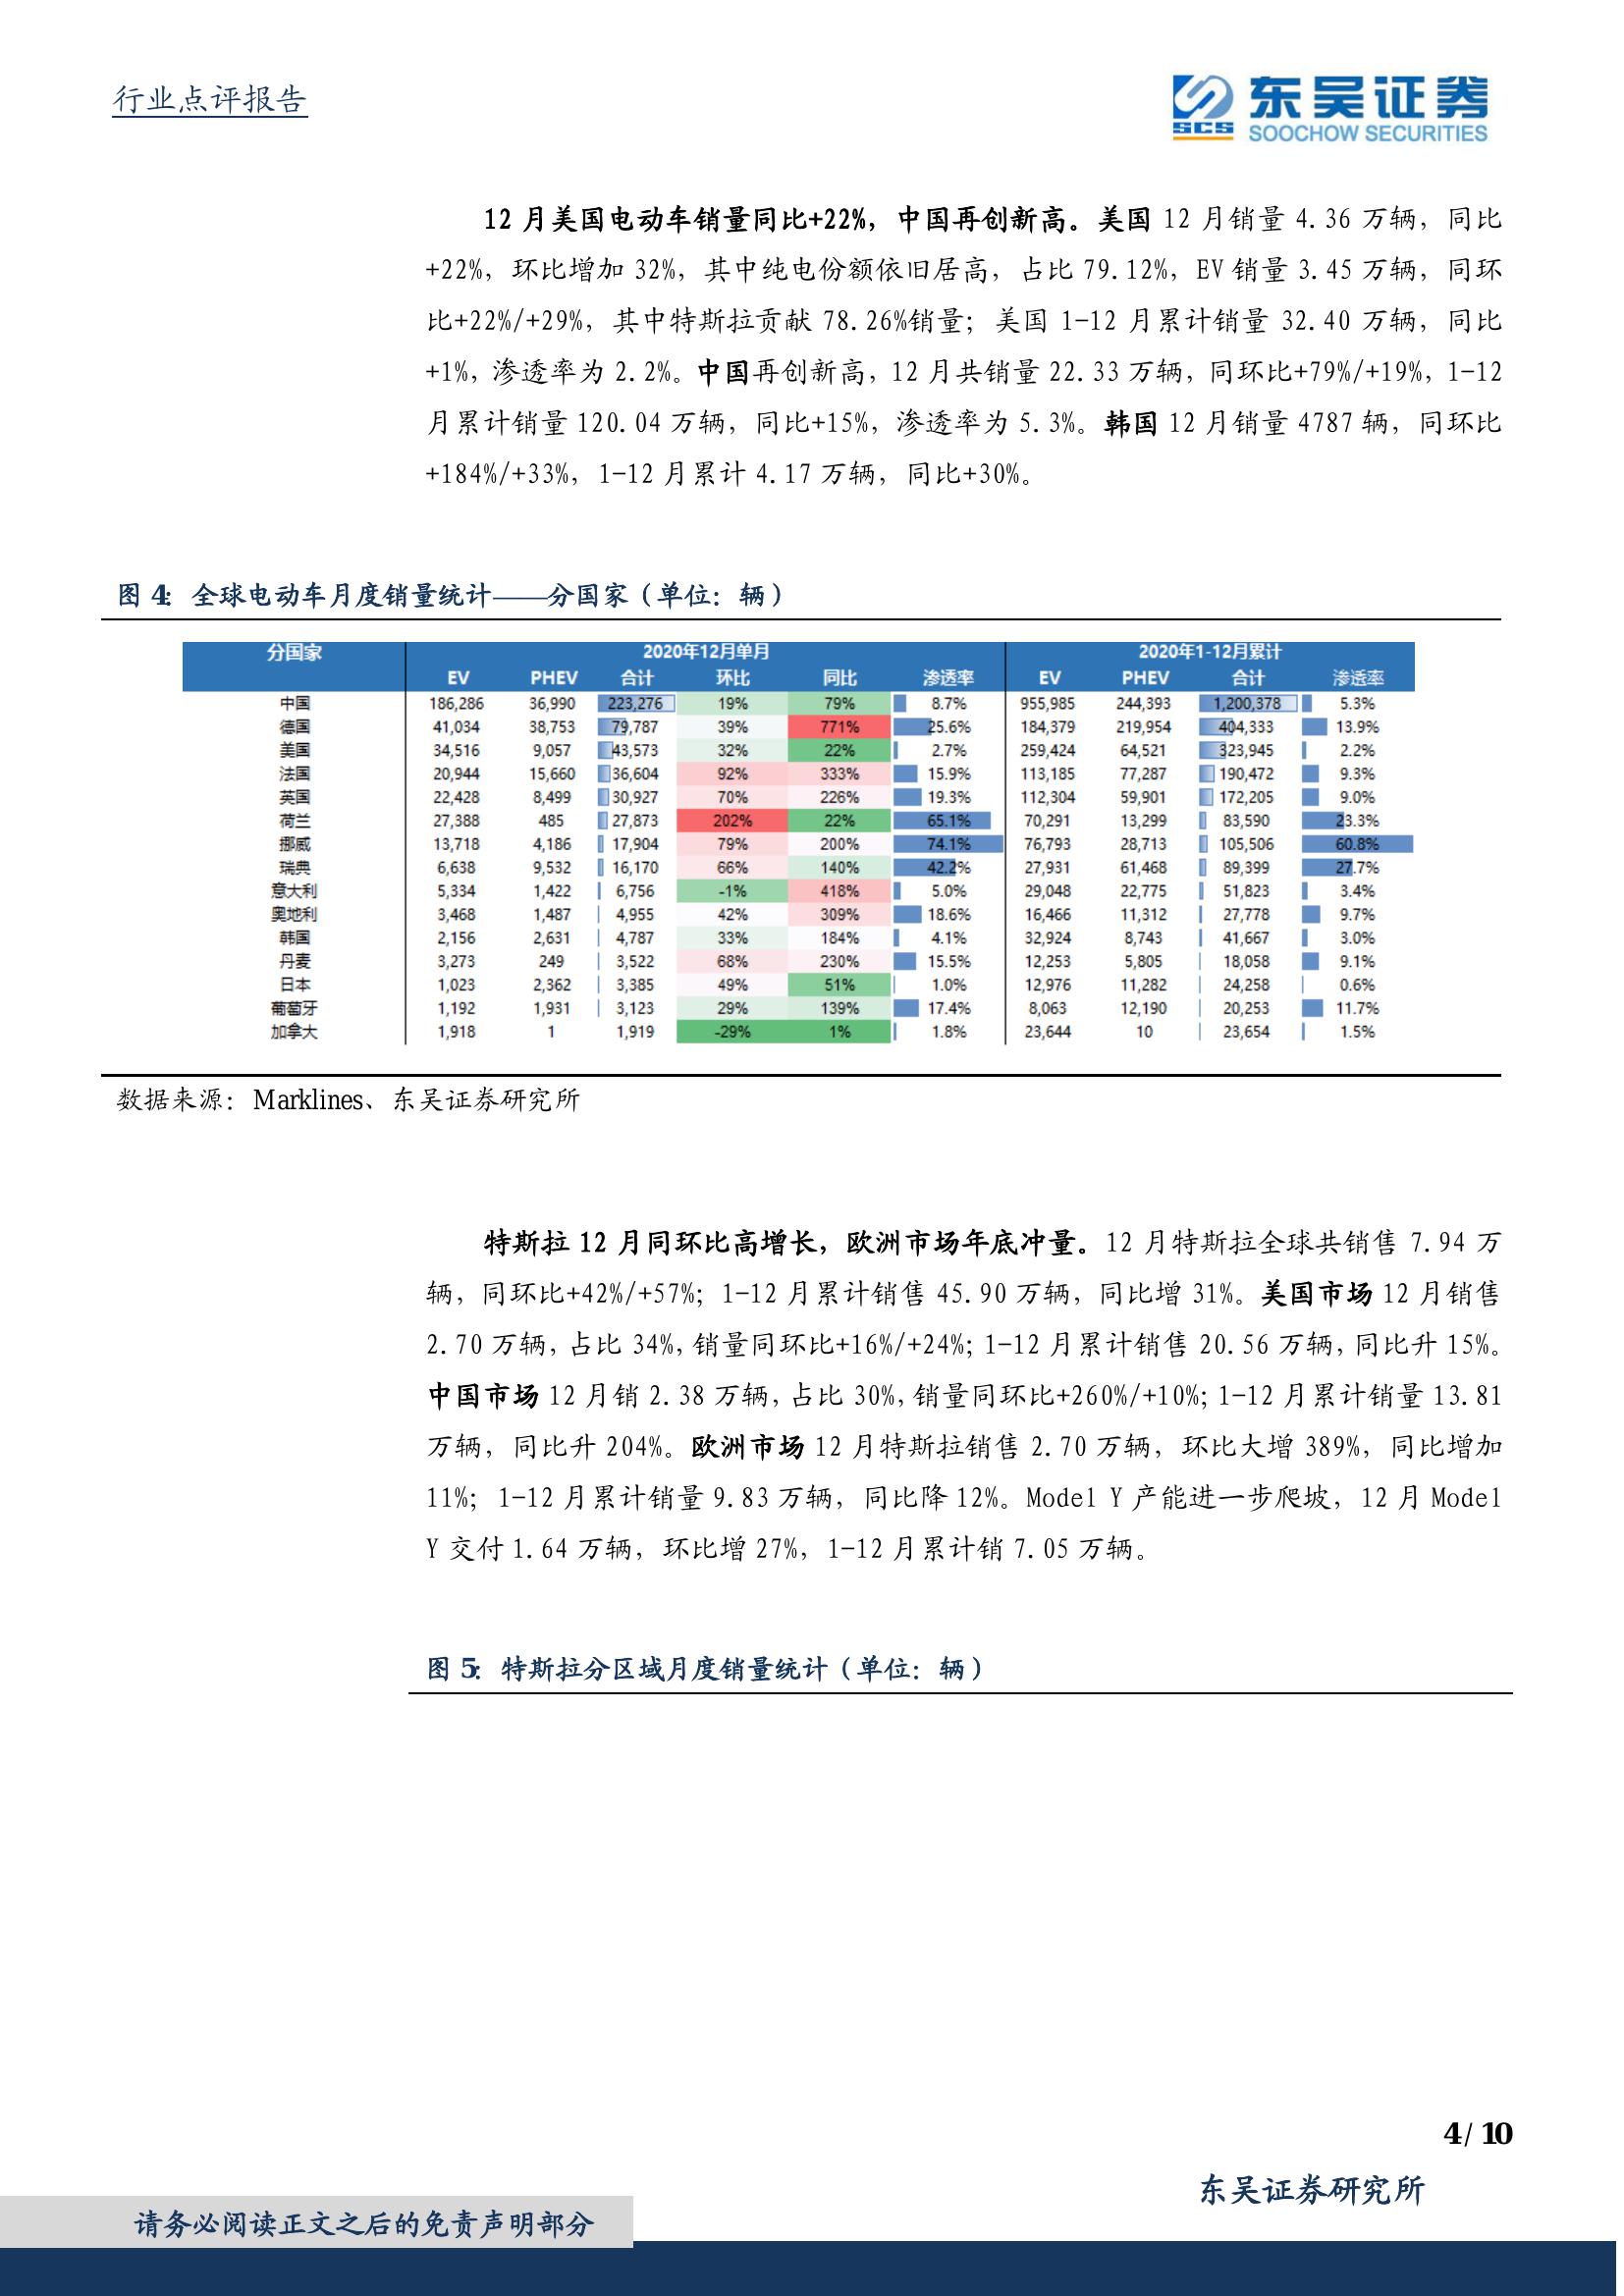 行业点评报告
东吴证券
SCS
SOOCHOW SECURITIES
12 月美国电动车销量同比+22%，中国再创新高。美国 12 月销量 4.36 万辆，同比
+22%，环比增加 32%，其中纯电份额依旧居高，占比 79.12%，EV 销量 3.45 万辆，同环
比+22%/+29%，其中特斯拉贡献 78.26%销量；美国 1-12 月累计销量 32.40 万辆，同比
+1%，渗透率为 2.2%。中国再创新高，12 月共销量 22.33 万辆，同环比+79%/+19%，1-12
月累计销量 120.04 万辆，同比+15%，渗透率为 5.3%。韩国 12 月销量 4787 辆，同环比
+184%/+33%，1-12 月累计 4.17 万辆，同比+30%。
图 4：全球电动车月度销量统计——分国家（单位：辆）
分国家 2020年12月单月 2020年1-12月累计
EV PHEV 合计 环比 同比 渗透率 EV PHEV 合计 渗透率
中国 186,286 36,990 223,276 19% 79% 8.7% 955,985 244,393 1,200,378 5.3%
德国 41,034 38,753 79,787 39% 771% 25.6% 184,379 219,954 404,333 13.9%
美国 34,516 9,057 43,573 32% 22% 2.7% 259,424 64,521 323,945 2.2%
法国 20,944 15,660 36,604 92% 333% 15.9% 113,185 77,287 190,472 9.3%
英国 22,428 8,499 30,927 70% 226% 19.3% 112,304 59,901 172,205 9.0%
荷兰 27,388 485 27,873 202% 22% 65.1% 70,291 13,299 83,590 23.3%
挪威 13,718 4,186 17,904 79% 200% 74.1% 76,793 28,713 105,506 60.8%
瑞典 6,638 9,532 16,170 66% 140% 42.2% 27,931 61,468 89,399 27.7%
意大利 5,334 1,422 6,756 -1% 418% 5.0% 29,048 22,775 51,823 3.4%
奥地利 3,468 1,487 4,955 42% 309% 18.6% 16,466 11,312 27,778 9.7%
韩国 2,156 2,631 4,787 33% 184% 4.1% 32,924 8,743 41,667 3.0%
丹麦 3,273 249 3,522 68% 230% 15.5% 12,253 5,805 18,058 9.1%
日本 1,023 2,362 3,385 49% 51% 1.0% 12,976 11,282 24,258 0.6%
葡萄牙 1,192 1,931 3,123 29% 139% 17.4% 8,063 12,190 20,253 11.7%
加拿大 1,918 1 1,919 -29% 1% 1.8% 23,644 10 23,654 1.5%
数据来源：Marklines、东吴证券研究所
特斯拉 12 月同环比高增长，欧洲市场年底冲量。12 月特斯拉全球共销售 7.94 万
辆，同环比+42%/+57%；1-12 月累计销售 45.90 万辆，同比增 31%。美国市场 12 月销售
2.70 万辆，占比 34%，销量同环比+16%/+24%；1-12 月累计销售 20.56 万辆，同比升 15%。
中国市场 12 月销 2.38 万辆，占比 30%，销量同环比+260%/+10%；1-12 月累计销量 13.81
万辆，同比升 204%。欧洲市场 12 月特斯拉销售 2.70 万辆，环比大增 389%，同比增加
11%；1-12 月累计销量 9.83 万辆，同比降 12%。Model Y 产能进一步爬坡，12 月 Model
Y 交付 1.64 万辆，环比增 27%，1-12 月累计销 7.05 万辆。
图 5：特斯拉分区域月度销量统计（单位：辆）
4 / 10
东吴证券研究所
请务必阅读正文之后的免责声明部分